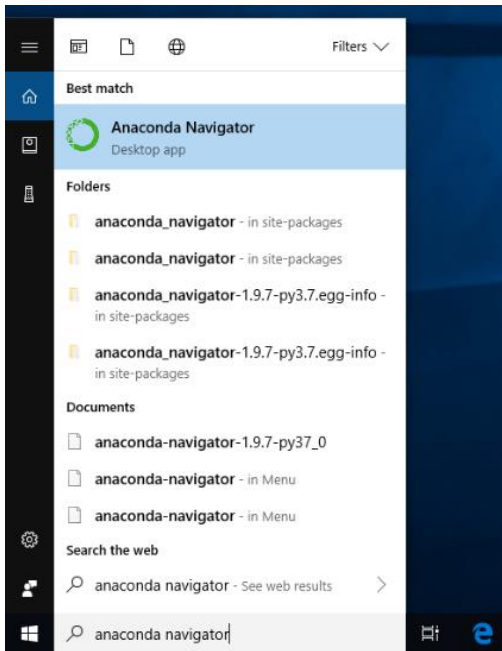 Filters
Best match
Anaconda Navigator
Desktop app
Folders
anaconda_navigator - in site-packages
anaconda_navigator - in site-packages
anaconda_navigator-1.9.7-py3.7.egg-info -
in site-packages
anaconda_navigator-1.9.7-py3.7.egg-info -
in site-packages
Documents
anaconda-navigator-1.9.7-py37_0
anaconda-navigator - in Menu
anaconda-navigator - in Menu
Search the web
anaconda navigator - See web results
anaconda navigator